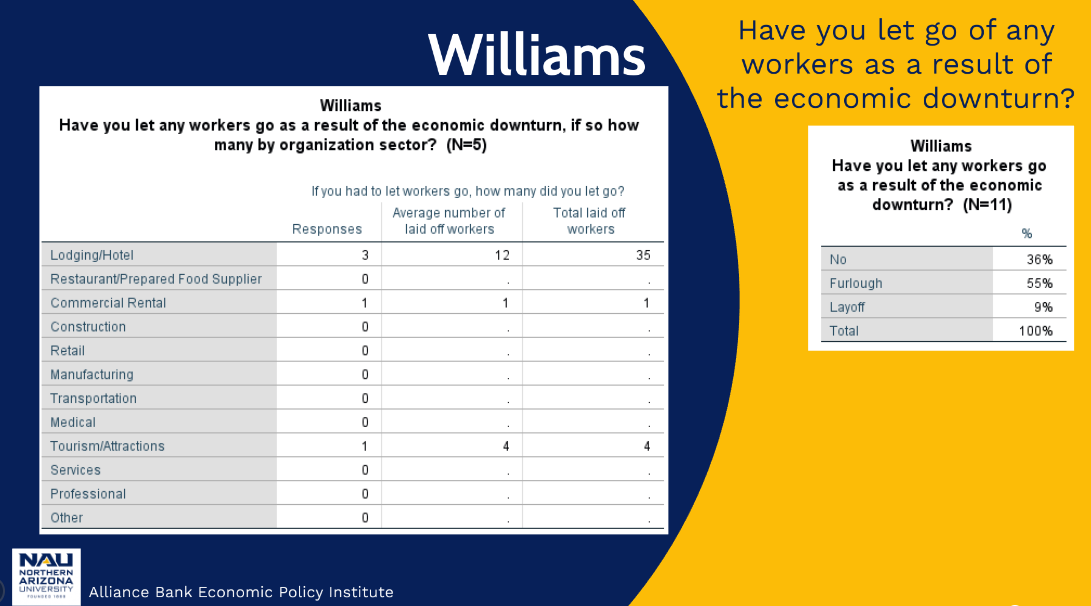 Williams
Have you let go of any
workers as a result of
the economic downturn?
Williams
Have you let any workers go as a result of the economic downturn, if so how
many by organization sector? (N=5)
If you had to let workers go, how many did you let go?
Responses Average number of laid off workers Total laid off workers
Lodging/Hotel 3 12 35
Restaurant/Prepared Food Supplier 0 . .
Commercial Rental 1 1 1
Construction 0 . .
Retail 0 . .
Manufacturing 0 . .
Transportation 0 . .
Medical 0 . .
Tourism/Attractions 1 4 4
Services 0 . .
Professional 0 . .
Other 0 . .
Williams
Have you let any workers go
as a result of the economic
downturn? (N=11)
%
No 36%
Furlough 55%
Layoff 9%
Total 100%
NAU
NORTHERN
ARIZONA
UNIVERSITY
FOUNDED 1899
Alliance Bank Economic Policy Institute